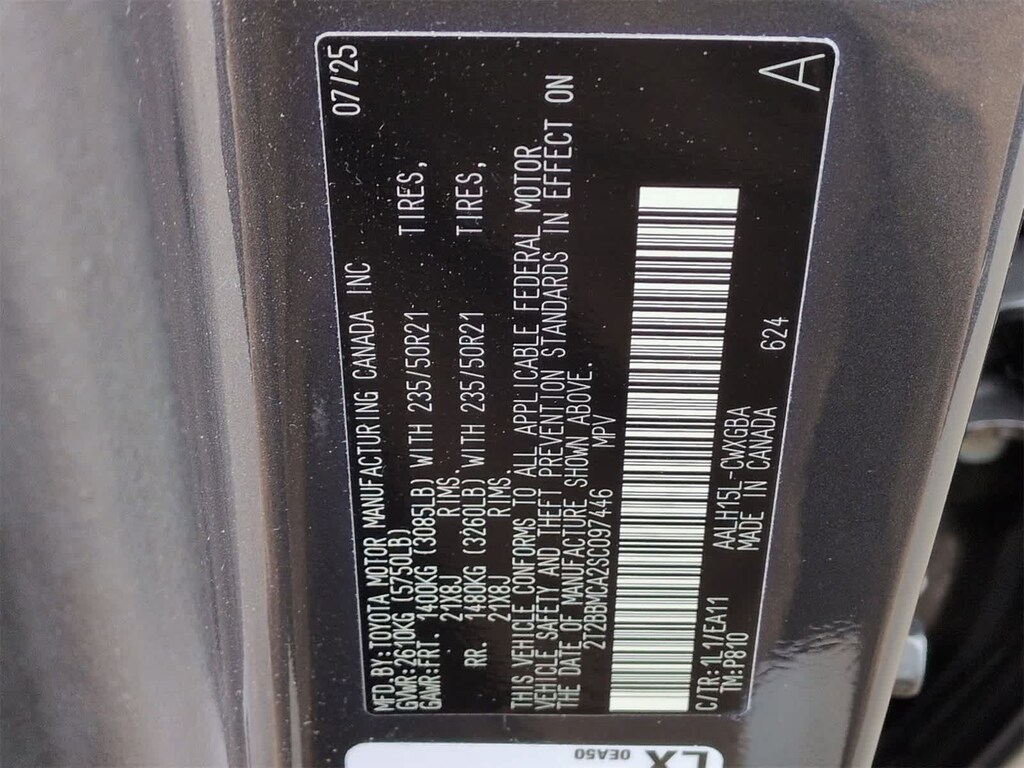 MFD.BY:TOYOTA MOTOR MANUFACTURING CANADA INC 07/25
GVWR:2610KG (5750LB)
GAWR:FRT. 1400KG (3085LB) WITH 235/50R21 TIRES,
21X8J RIMS.
RR. 1480KG (3260LB) WITH 235/50R21 TIRES,
21X8J RIMS
THIS VEHICLE CONFORMS TO ALL APPLICABLE FEDERAL MOTOR
VEHICLE SAFETY AND THEFT PREVENTION STANDARDS IN EFFECT ON
THE DATE OF MANUFACTURE SHOWN ABOVE.
2T2BBMCA2SC097446 MPV
C/TR:1L1/EA11 AALH15L-CWXGBA
TM:P810 MADE IN CANADA 624
A
LX
0EA50